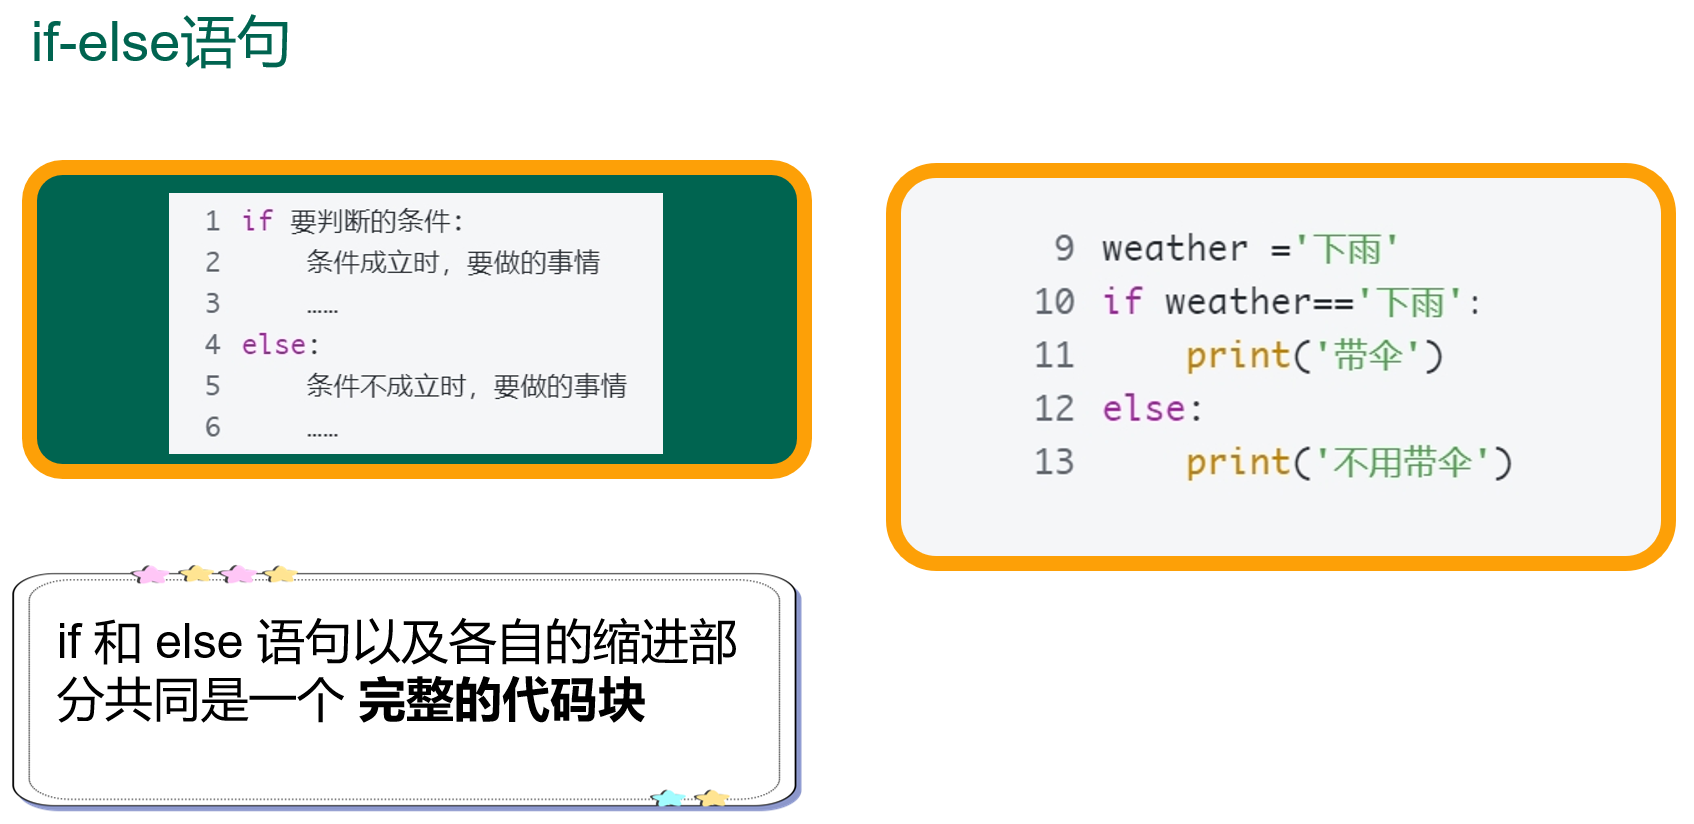 if-else语句
1 if 要判断的条件：
2     条件成立时，要做的事情
3     ……
4 else:
5     条件不成立时，要做的事情
6     ……
9 weather ='下雨'
10 if weather=='下雨':
11     print('带伞')
12 else:
13     print('不用带伞')
if 和 else 语句以及各自的缩进部
分共同是一个 完整的代码块